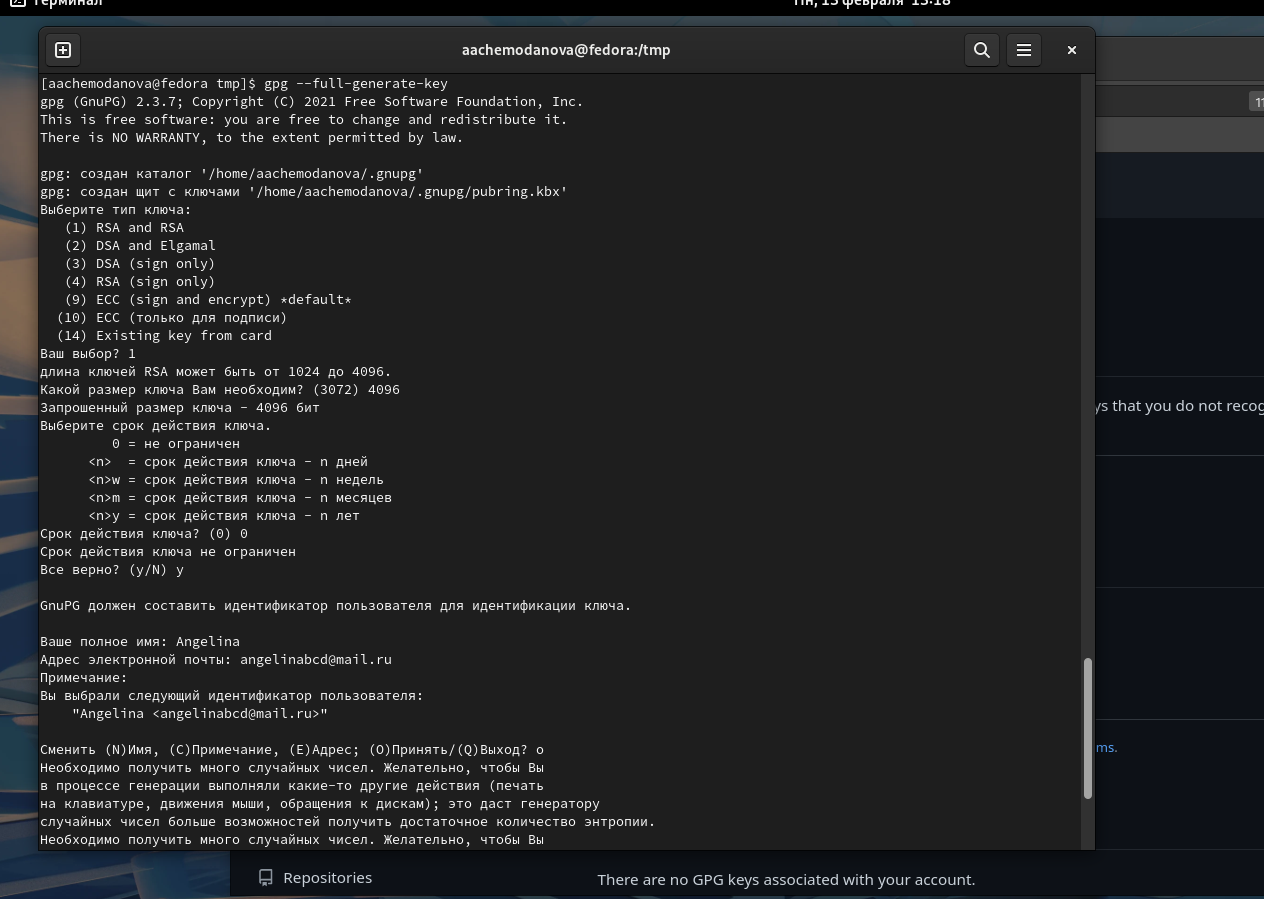 Терминал
Пн, 13 февраля 13:18
aachemodanova@fedora:/tmp
[aachemodanova@fedora tmp]$ gpg --full-generate-key
gpg (GnuPG) 2.3.7; Copyright (C) 2021 Free Software Foundation, Inc.
This is free software: you are free to change and redistribute it.
There is NO WARRANTY, to the extent permitted by law.
gpg: создан каталог '/home/aachemodanova/.gnupg'
gpg: создан щит с ключами '/home/aachemodanova/.gnupg/pubring.kbx'
Выберите тип ключа:
(1) RSA and RSA
(2) DSA and Elgamal
(3) DSA (sign only)
(4) RSA (sign only)
(9) ECC (sign and encrypt) *default*
(10) ECC (только для подписи)
(14) Existing key from card
Ваш выбор? 1
длина ключей RSA может быть от 1024 до 4096.
Какой размер ключа Вам необходим? (3072) 4096
Запрошенный размер ключа - 4096 бит
Выберите срок действия ключа.
0 = не ограничен
<n>  = срок действия ключа - n дней
<n>w = срок действия ключа - n недель
<n>m = срок действия ключа - n месяцев
<n>y = срок действия ключа - n лет
Срок действия ключа? (0) 0
Срок действия ключа не ограничен
Все верно? (y/N) y
GnuPG должен составить идентификатор пользователя для идентификации ключа.
Ваше полное имя: Angelina
Адрес электронной почты: angelinabcd@mail.ru
Примечание:
Вы выбрали следующий идентификатор пользователя:
"Angelina <angelinabcd@mail.ru>"
Сменить (N)Имя, (C)Примечание, (E)Адрес; (O)Принять/(Q)Выход? o
Необходимо получить много случайных чисел. Желательно, чтобы Вы
в процессе генерации выполняли какие-то другие действия (печать
на клавиатуре, движения мыши, обращения к дискам); это даст генератору
случайных чисел больше возможностей получить достаточное количество энтропии.
Необходимо получить много случайных чисел. Желательно, чтобы Вы
11
ys that you do not recog
ms.
Repositories
There are no GPG keys associated with your account.